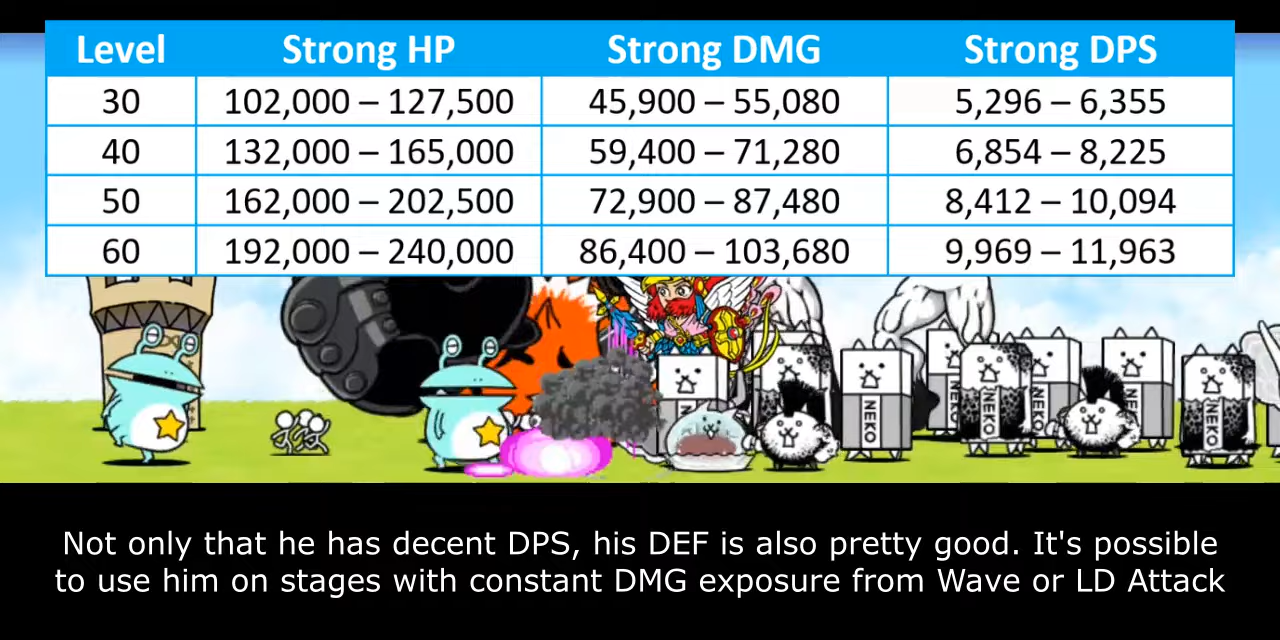 Level Strong HP Strong DMG Strong DPS
30 102,000 – 127,500 45,900 – 55,080 5,296 – 6,355
40 132,000 – 165,000 59,400 – 71,280 6,854 – 8,225
50 162,000 – 202,500 72,900 – 87,480 8,412 – 10,094
60 192,000 – 240,000 86,400 – 103,680 9,969 – 11,963
NEKO
NEKO
NEKO
NEKO
NEKO
NEKO
Not only that he has decent DPS, his DEF is also pretty good. It's possible
to use him on stages with constant DMG exposure from Wave or LD Attack